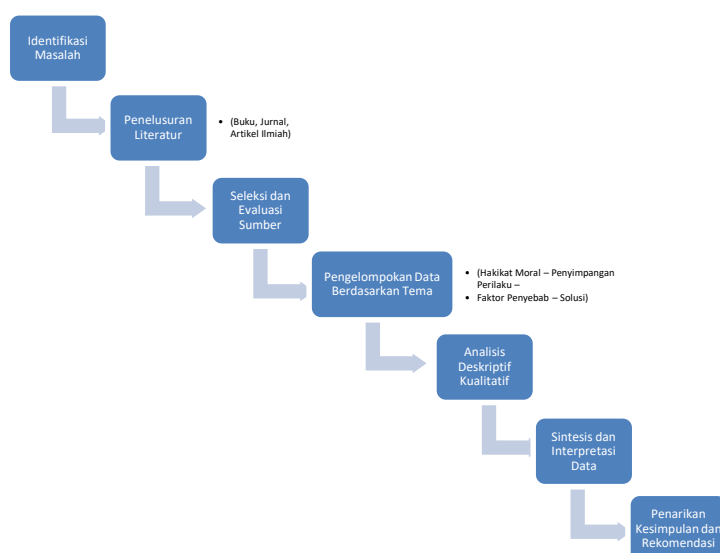 Identifikasi
Masalah
Penelusuran
Literatur
• (Buku, Jurnal,
Artikel Ilmiah)
Seleksi dan
Evaluasi
Sumber
Pengelompokan Data
Berdasarkan Tema
• (Hakikat Moral – Penyimpangan
Perilaku –
• Faktor Penyebab – Solusi)
Analisis
Deskriptif
Kualitatif
Sintesis dan
Interpretasi
Data
Penarikan
Kesimpulan dan
Rekomendasi